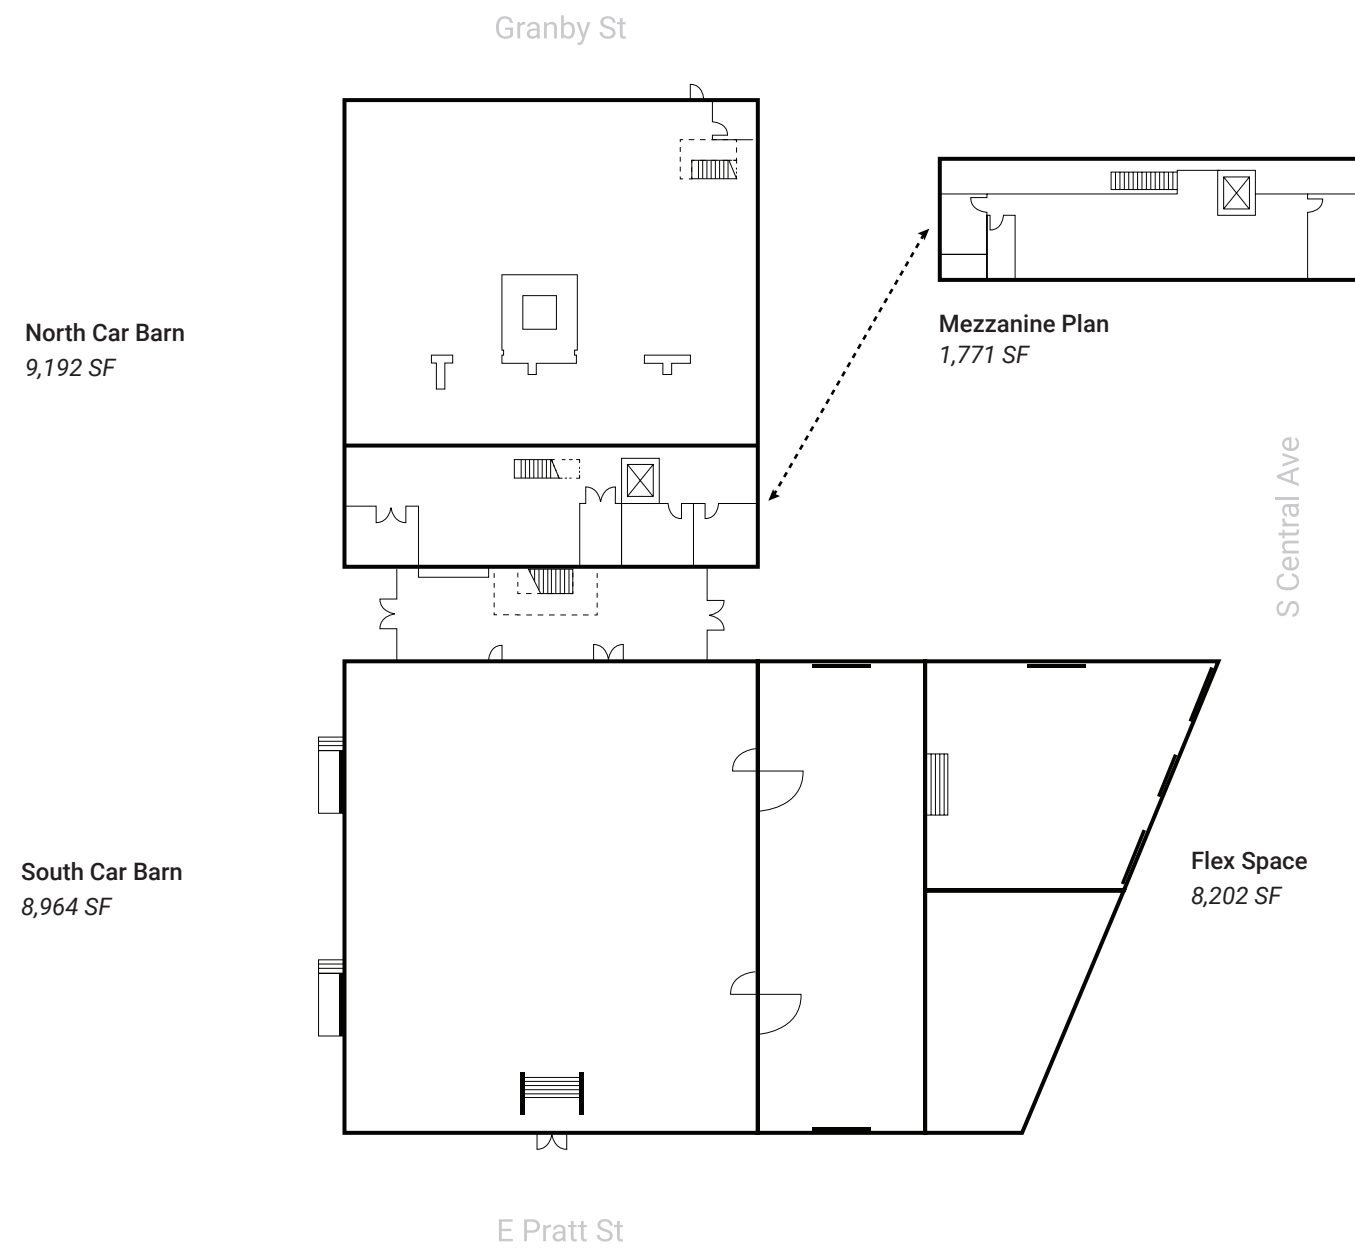 Granby St
North Car Barn
9,192 SF
Mezzanine Plan
1,771 SF
S Central Ave
South Car Barn
8,964 SF
Flex Space
8,202 SF
E Pratt St